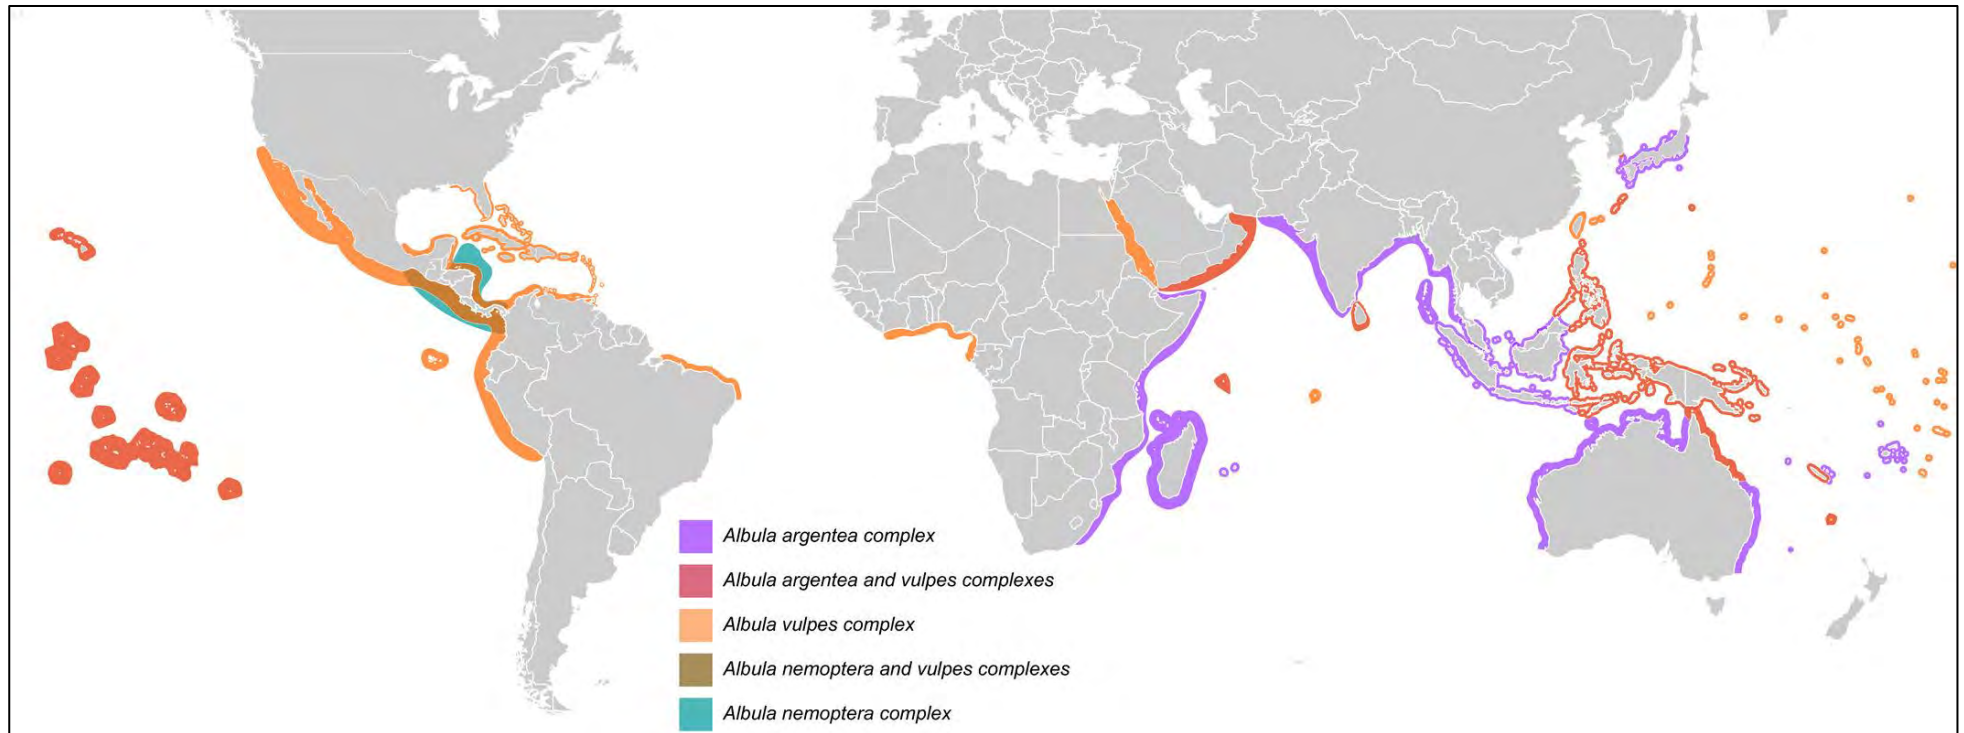 Albula argentea complex
Albula argentea and vulpes complexes
Albula vulpes complex
Albula nemoptera and vulpes complexes
Albula nemoptera complex